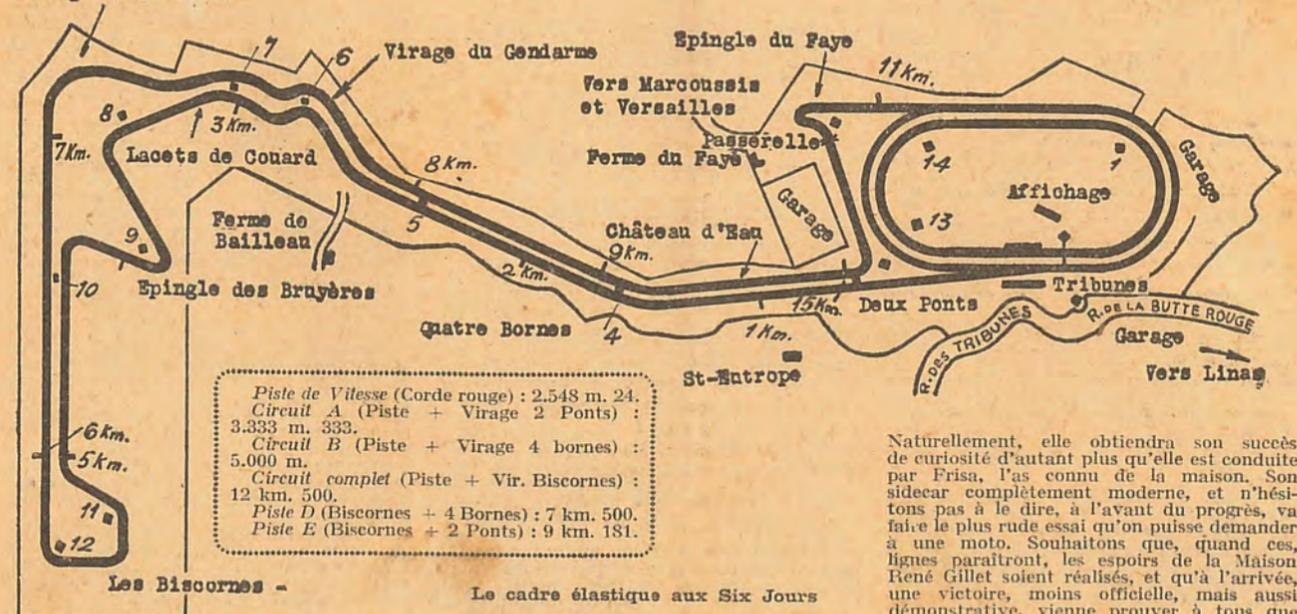 7
6
Virage du Gendarme
Epingle du Faye
11 Km.
Vers Marcoussis
et Versailles
Passerelle
Ferme du Faye
Garage
14
1
Garage
Affichage
13
8
3 Km.
7 Km.
Lacets de Couard
8 Km.
5
Ferme de
Bailleau
Château d'Eau
9 Km.
9
10
Epingle des Bruyères
2 Km.
Quatre Bornes
4
15 Km.
1 Km.
Deux Ponts
Tribunes
R. DES TRIBUNES
R. DE LA BUTTE ROUGE
Garage
Vers Linas
St-Eutrope
6 Km.
5 Km.
11
12
Les Biscornes -
Piste de Vitesse (Corde rouge) : 2.548 m. 24.
Circuit A (Piste + Virage 2 Ponts) :
3.333 m. 333.
Circuit B (Piste + Virage 4 bornes) :
5.000 m.
Circuit complet (Piste + Vir. Biscornes) :
12 km. 500.
Piste D (Biscornes + 4 Bornes) : 7 km. 500.
Piste E (Biscornes + 2 Ponts) : 9 km. 181.
Le cadre élastique aux Six Jours
Naturellement, elle obtiendra son succès
de curiosité d'autant plus qu'elle est conduite
par Frisa, l'as connu de la maison. Son
sidecar complètement moderne, et n'hési-
tons pas à le dire, à l'avant du progrès, va
faire le plus rude essai qu'on puisse demander
à une moto. Souhaitons que, quand ces,
lignes paraîtront, les espoirs de la Maison
René Gillet soient réalisés, et qu'à l'arrivée,
une victoire, moins officielle, mais aussi
démonstrative, vienne prouver à tous que